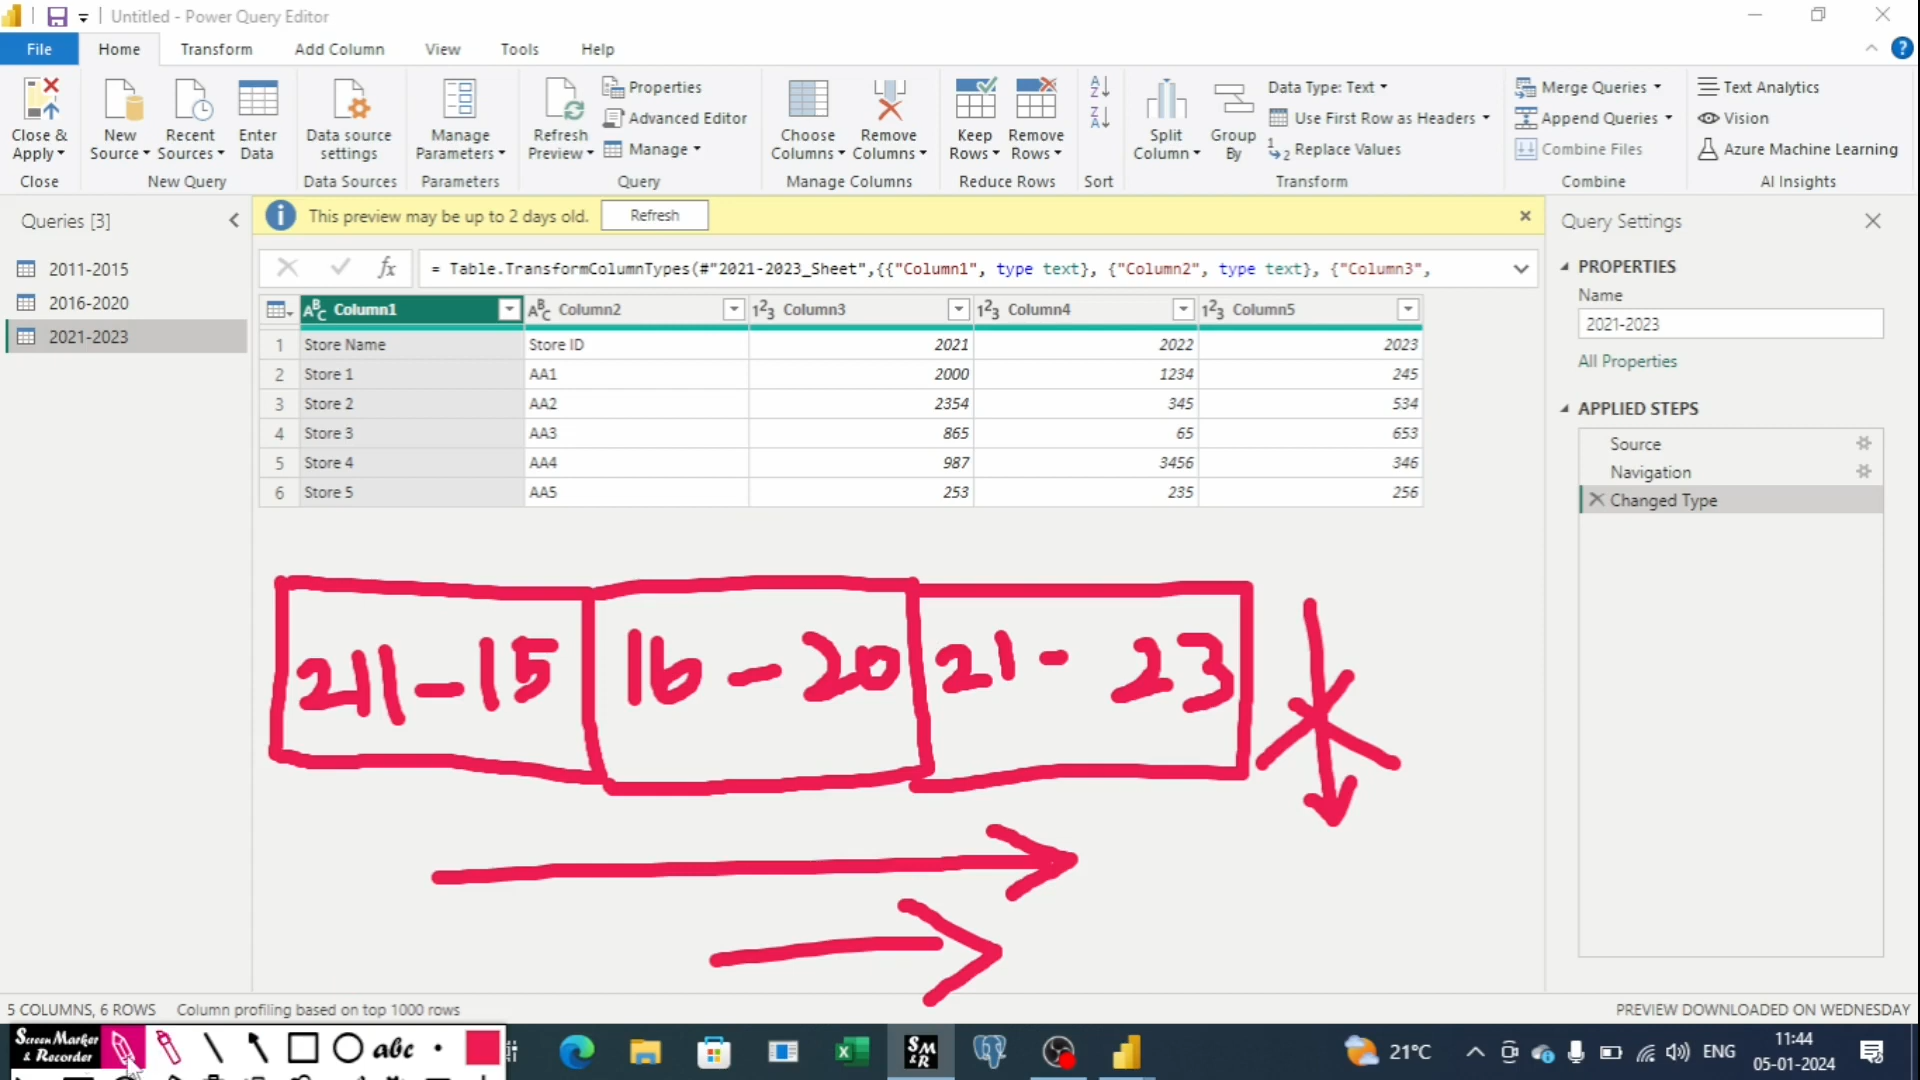 Untitled - Power Query Editor
File Home Transform Add Column View Tools Help
Close & Apply
Close
New Source
Recent Sources
Enter Data
New Query
Data source settings
Data Sources
Manage Parameters
Parameters
Refresh Preview
Properties
Advanced Editor
Manage
Query
Choose Columns
Remove Columns
Manage Columns
Keep Rows
Remove Rows
Reduce Rows
Sort
Split Column
Group By
Data Type: Text
Use First Row as Headers
Replace Values
Transform
Merge Queries
Append Queries
Combine Files
Combine
Text Analytics
Vision
Azure Machine Learning
AI Insights
Queries [3]
2011-2015
2016-2020
2021-2023
This preview may be up to 2 days old. Refresh
fx = Table.TransformColumnTypes(#"2021-2023_Sheet",{{"Column1", type text}, {"Column2", type text}, {"Column3",
Column1 Column2 Column3 Column4 Column5
1 Store Name Store ID 2021 2022 2023
2 Store 1 AA1 2000 1234 245
3 Store 2 AA2 2354 345 534
4 Store 3 AA3 865 65 653
5 Store 4 AA4 987 3456 346
6 Store 5 AA5 253 235 256
Query Settings
PROPERTIES
Name
2021-2023
All Properties
APPLIED STEPS
Source
Navigation
Changed Type
211-15 16-20 21-23
5 COLUMNS, 6 ROWS Column profiling based on top 1000 rows
PREVIEW DOWNLOADED ON WEDNESDAY
Screen Marker & Recorder
abc
SM &R
21°C
ENG
11:44
05-01-2024